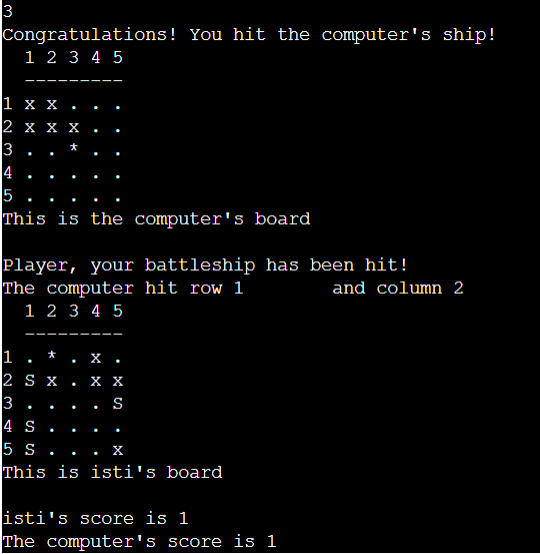 3
Congratulations! You hit the computer's ship!
  1 2 3 4 5
  ---------
1 x x . . .
2 x x x . .
3 . . * . .
4 . . . . .
5 . . . . .
This is the computer's board

Player, your battleship has been hit!
The computer hit row 1        and column 2
  1 2 3 4 5
  ---------
1 . * . x .
2 S x . x x
3 . . . . S
4 S . . . .
5 S . . . x
This is isti's board

isti's score is 1
The computer's score is 1